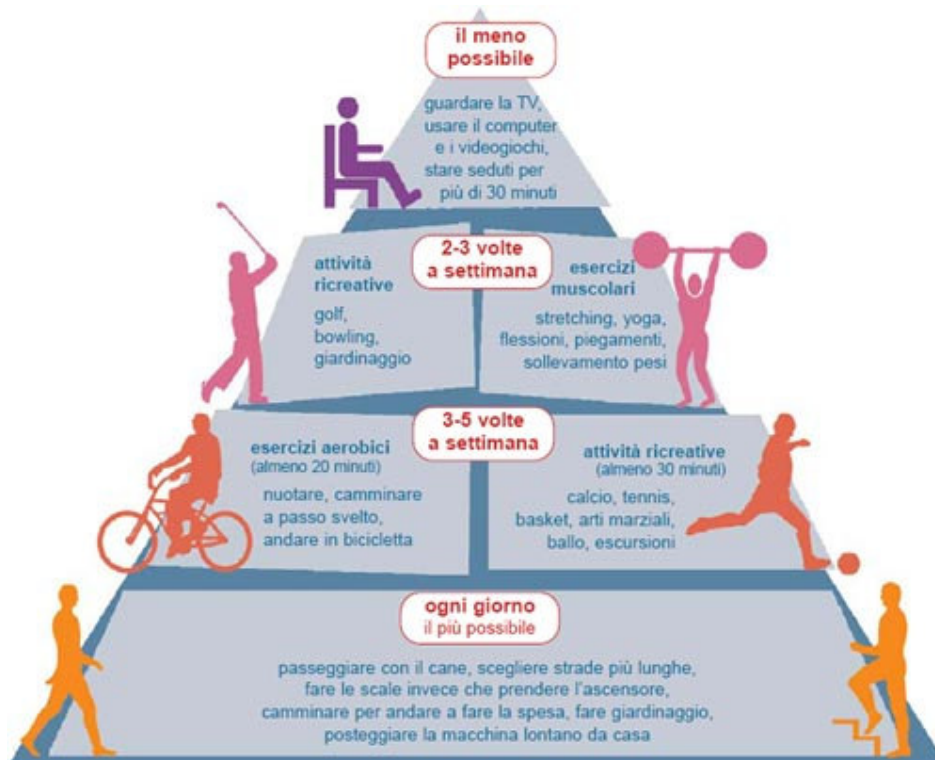 il meno
possibile
guardare la TV,
usare il computer
e i videogiochi,
stare seduti per
più di 30 minuti
2-3 volte
a settimana
attività
ricreative
golf,
bowling,
giardinaggio
esercizi
muscolari
stretching, yoga,
flessioni, piegamenti,
sollevamento pesi
3-5 volte
a settimana
esercizi aerobici
(almeno 20 minuti)
nuotare, camminare
a passo svelto,
andare in bicicletta
attività ricreative
(almeno 30 minuti)
calcio, tennis,
basket, arti marziali,
ballo, escursioni
ogni giorno
il più possibile
passeggiare con il cane, scegliere strade più lunghe,
fare le scale invece che prendere l'ascensore,
camminare per andare a fare la spesa, fare giardinaggio,
posteggiare la macchina lontano da casa